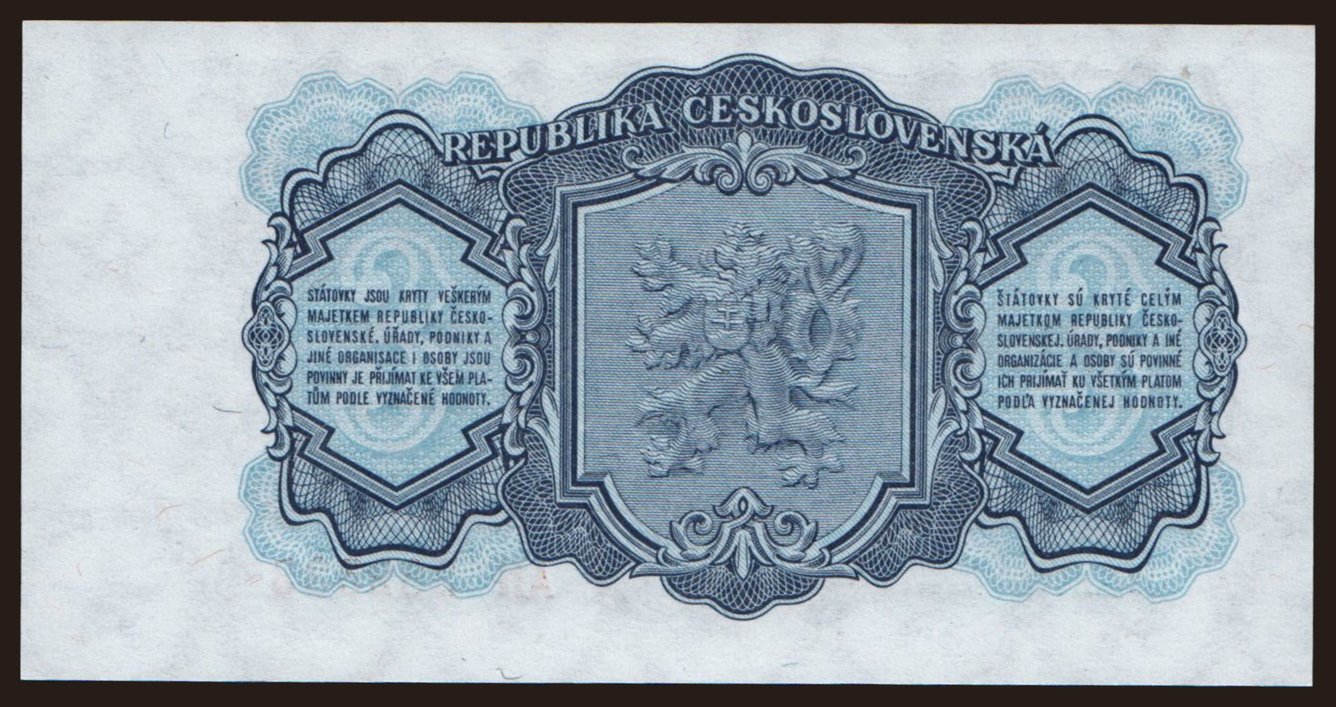 REPUBLIKA ČESKOSLOVENSKÁ
STÁTOVKY JSOU KRYTY VEŠKERÝM
MAJETKEM REPUBLIKY ČESKO-
SLOVENSKÉ. ÚŘADY, PODNIKY A
JINÉ ORGANISACE I OSOBY JSOU
POVINNY JE PŘIJÍMAT KE VŠEM PLA-
TŮM PODLE VYZNAČENÉ HODNOTY.
ŠTÁTOVKY SÚ KRYTÉ CELÝM
MAJETKOM REPUBLIKY ČESKO-
SLOVENSKEJ. ÚRADY, PODNIKY A INÉ
ORGANIZÁCIE A OSOBY SÚ POVINNÉ
ICH PRIJÍMAŤ KU VŠETKÝM PLATOM
PODĽA VYZNAČENEJ HODNOTY.
3
3